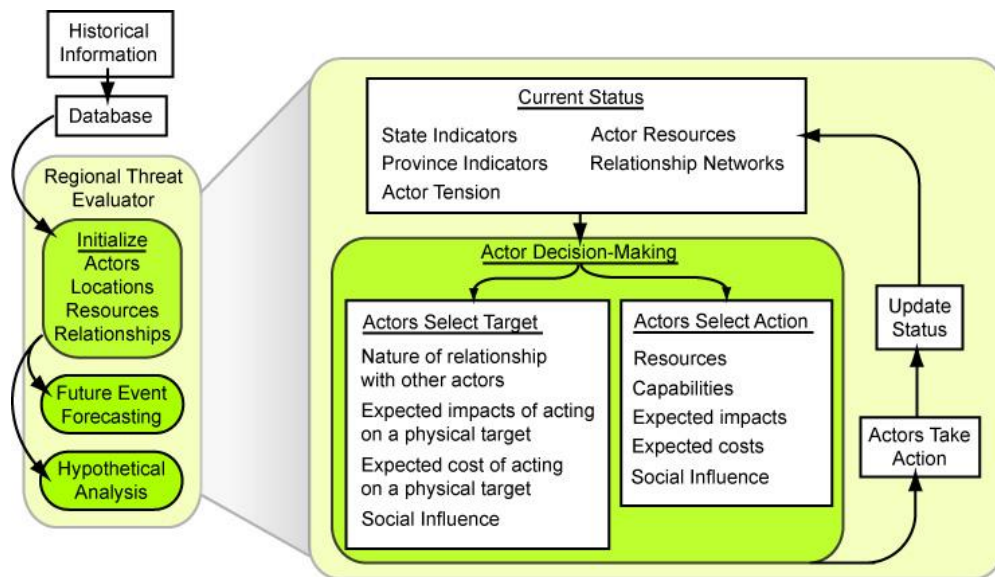 Historical
Information
Database
Regional Threat
Evaluator
Initialize
Actors
Locations
Resources
Relationships
Future Event
Forecasting
Hypothetical
Analysis
Current Status
State Indicators
Province Indicators
Actor Tension
Actor Resources
Relationship Networks
Actor Decision-Making
Actors Select Target
Nature of relationship
with other actors
Expected impacts of acting
on a physical target
Expected cost of acting
on a physical target
Social Influence
Actors Select Action
Resources
Capabilities
Expected impacts
Expected costs
Social Influence
Actors Take
Action
Update
Status